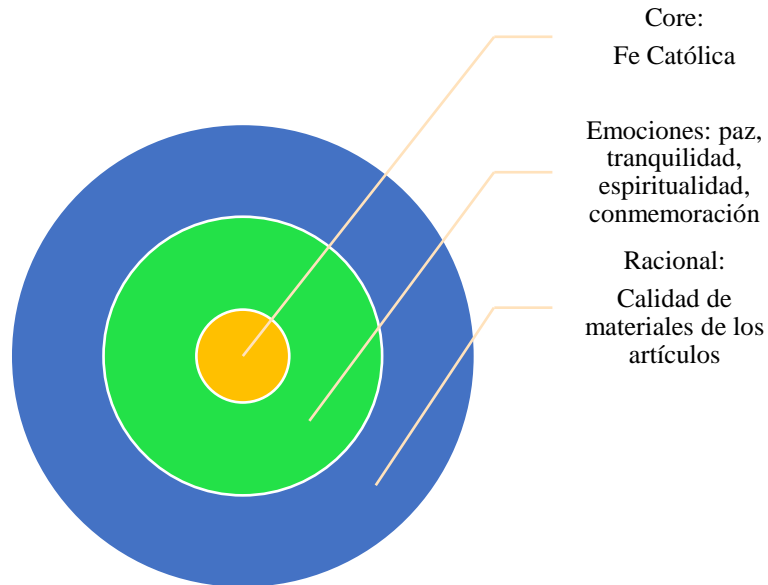 Core:
Fe Católica
Emociones: paz,
tranquilidad,
espiritualidad,
conmemoración
Racional:
Calidad de
materiales de los
artículos